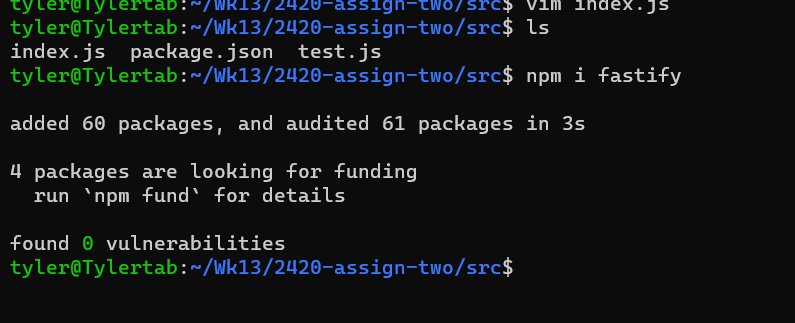 tyler@Tylertab:~/Wk13/2420-assign-two/src$ vim index.js
tyler@Tylertab:~/Wk13/2420-assign-two/src$ ls
index.js  package.json  test.js
tyler@Tylertab:~/Wk13/2420-assign-two/src$ npm i fastify
added 60 packages, and audited 61 packages in 3s
4 packages are looking for funding
  run `npm fund` for details
found 0 vulnerabilities
tyler@Tylertab:~/Wk13/2420-assign-two/src$